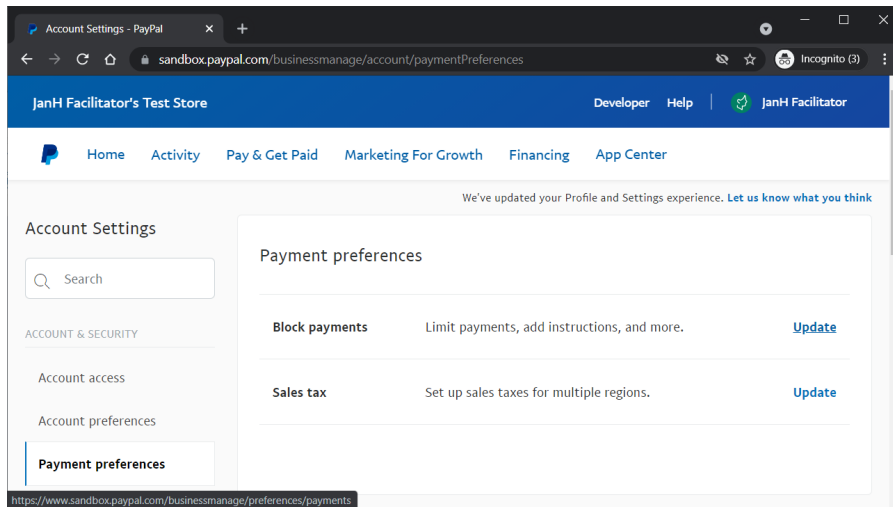 Account Settings - PayPal
sandbox.paypal.com/businessmanage/account/paymentPreferences
Incognito (3)
JanH Facilitator's Test Store
Developer Help JanH Facilitator
Home Activity Pay & Get Paid Marketing For Growth Financing App Center
We've updated your Profile and Settings experience. Let us know what you think
Account Settings
Search
ACCOUNT & SECURITY
Account access
Account preferences
Payment preferences
Payment preferences
Block payments Limit payments, add instructions, and more. Update
Sales tax Set up sales taxes for multiple regions. Update
https://www.sandbox.paypal.com/businessmanage/preferences/payments